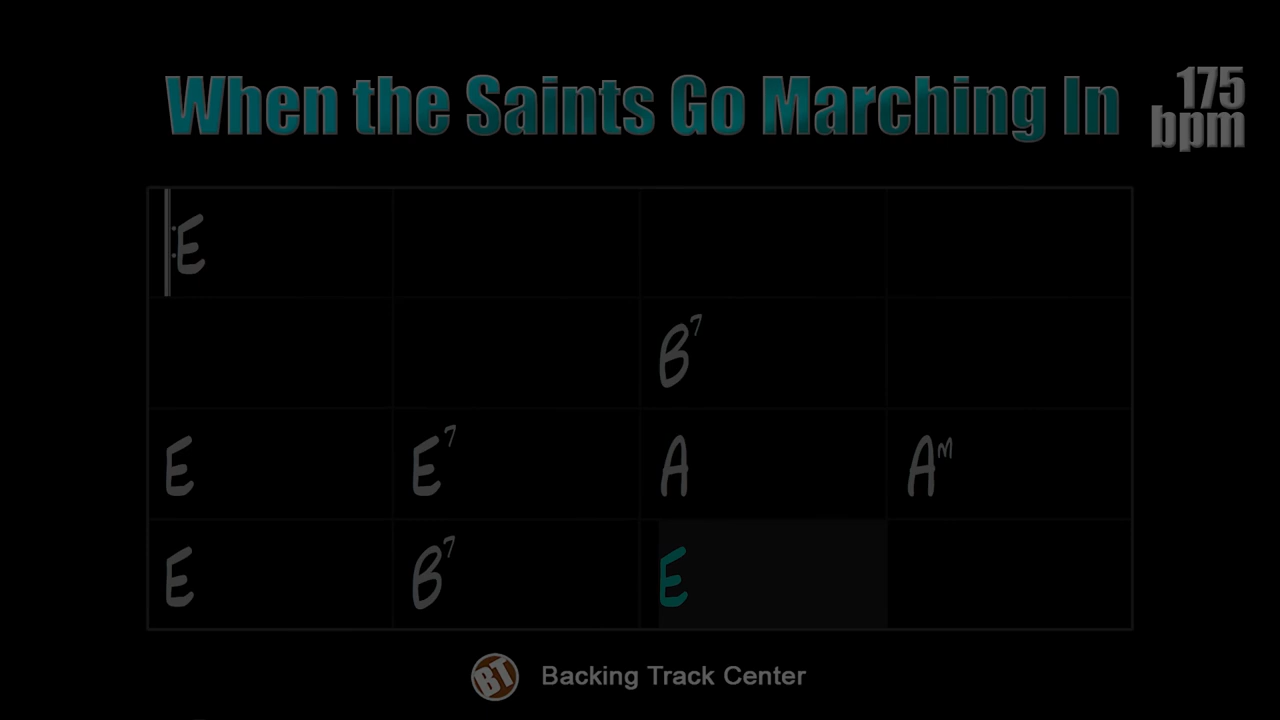 When the Saints Go Marching In
175
bpm
E
B7
E E7 A Am
E B7 E
BT Backing Track Center